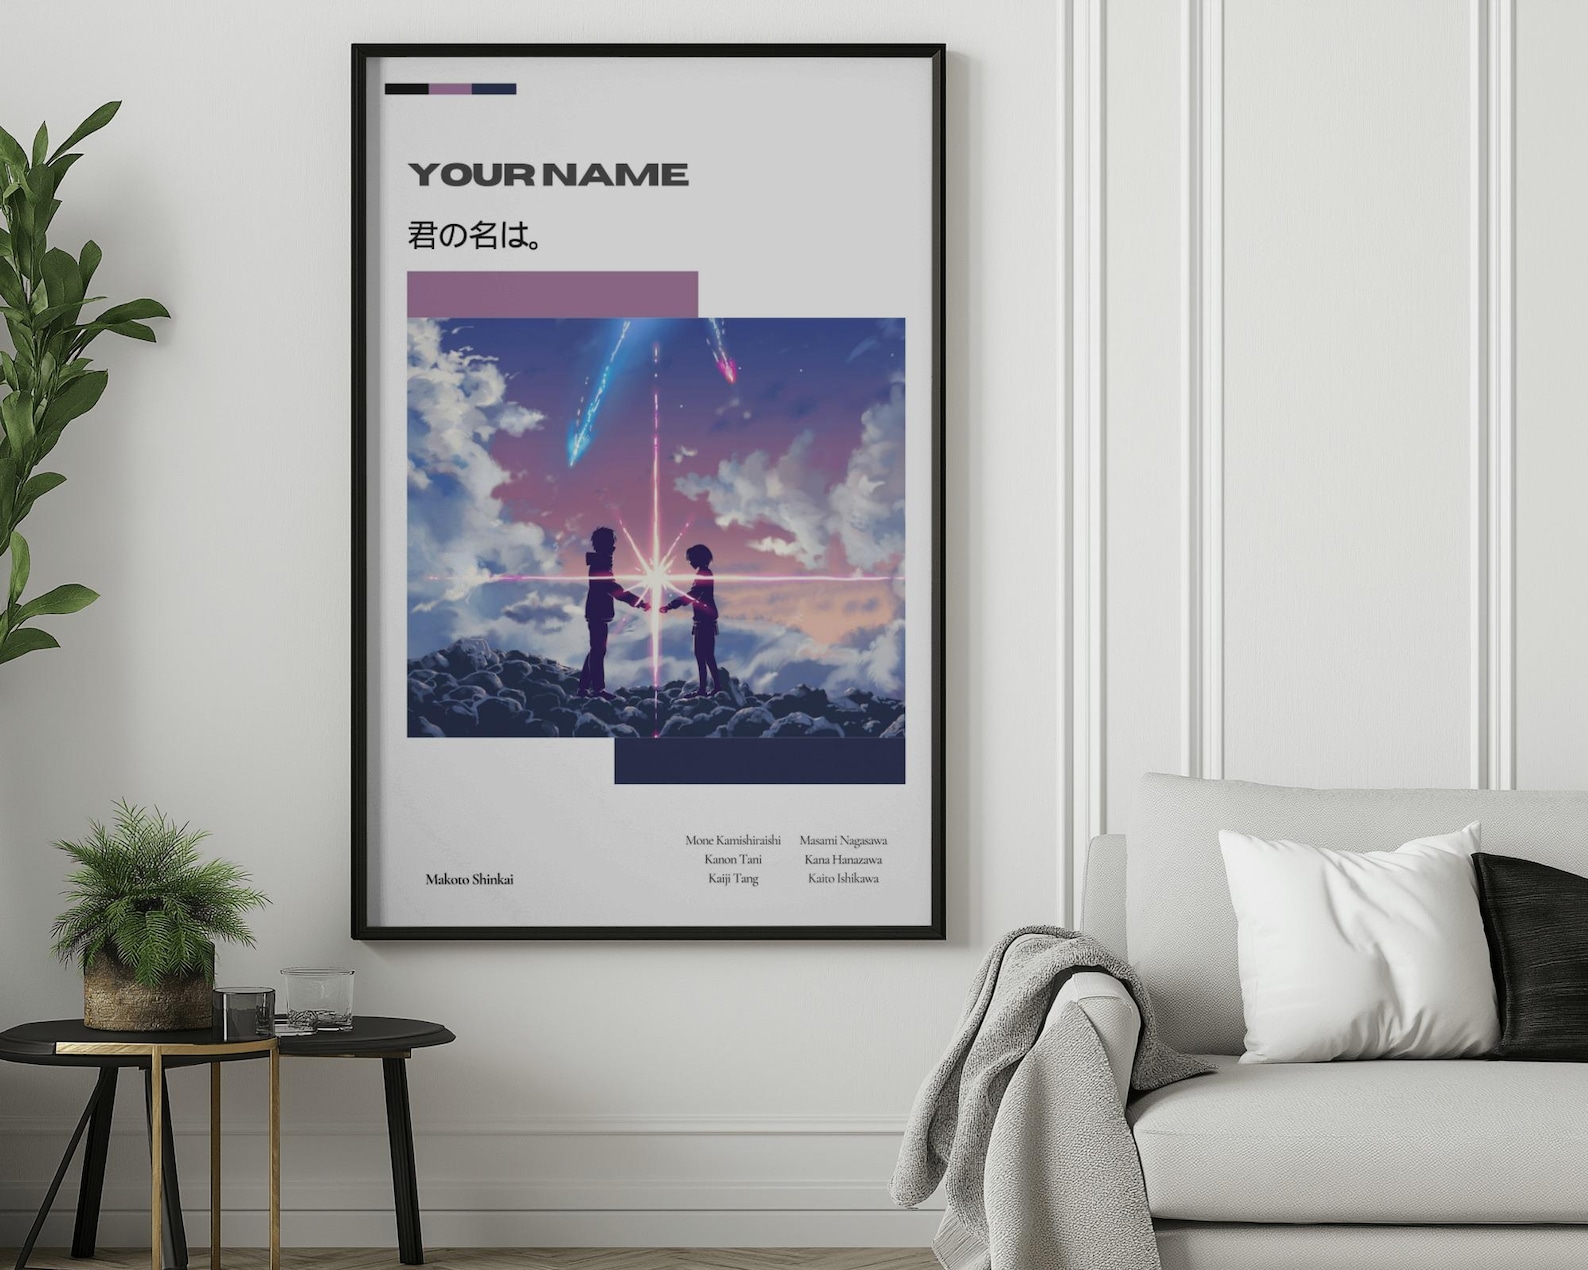 YOUR NAME
君の名は。
Makoto Shinkai
Mone Kamishiraishi
Kanon Tani
Kaiji Tang
Masami Nagasawa
Kana Hanazawa
Kaito Ishikawa